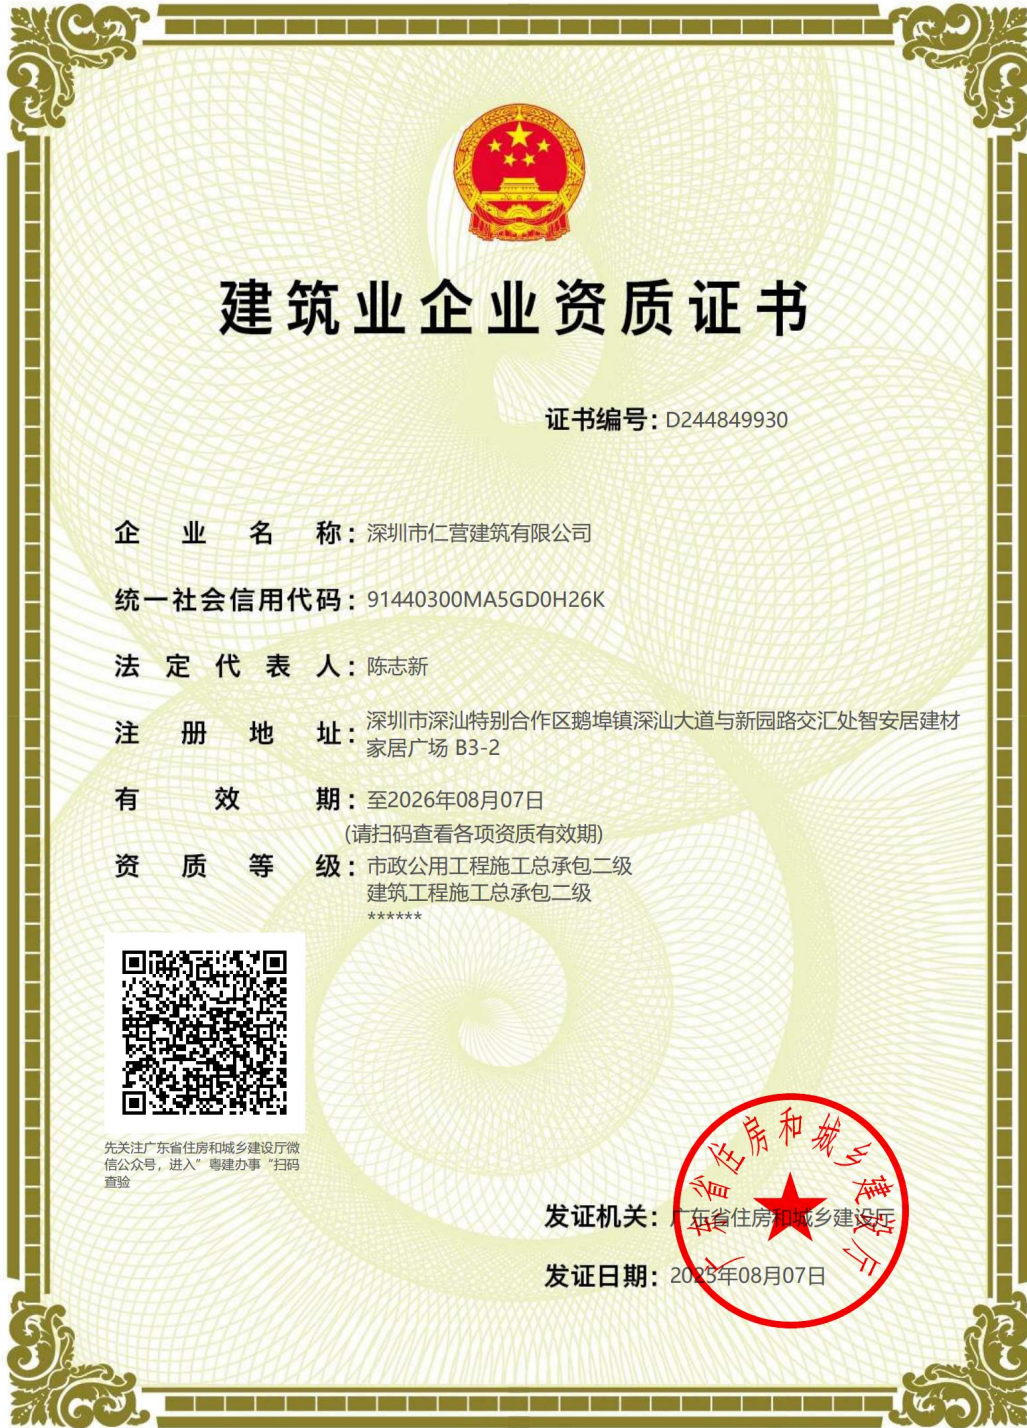 建筑业企业资质证书
证书编号：D244849930
企业名称：深圳市仁营建筑有限公司
统一社会信用代码：91440300MA5GD0H26K
法定代表人：陈志新
注册地址：深圳市深汕特别合作区鹅埠镇深汕大道与新园路交汇处智安居建材
家居广场 B3-2
有效期：至2026年08月07日
(请扫码查看各项资质有效期)
资质等级：市政公用工程施工总承包二级
建筑工程施工总承包二级
******
先关注广东省住房和城乡建设厅微
信公众号，进入”粤建办事“扫码
查验
广东省住房和城乡建设厅
发证机关：广东省住房和城乡建设厅
发证日期：2025年08月07日